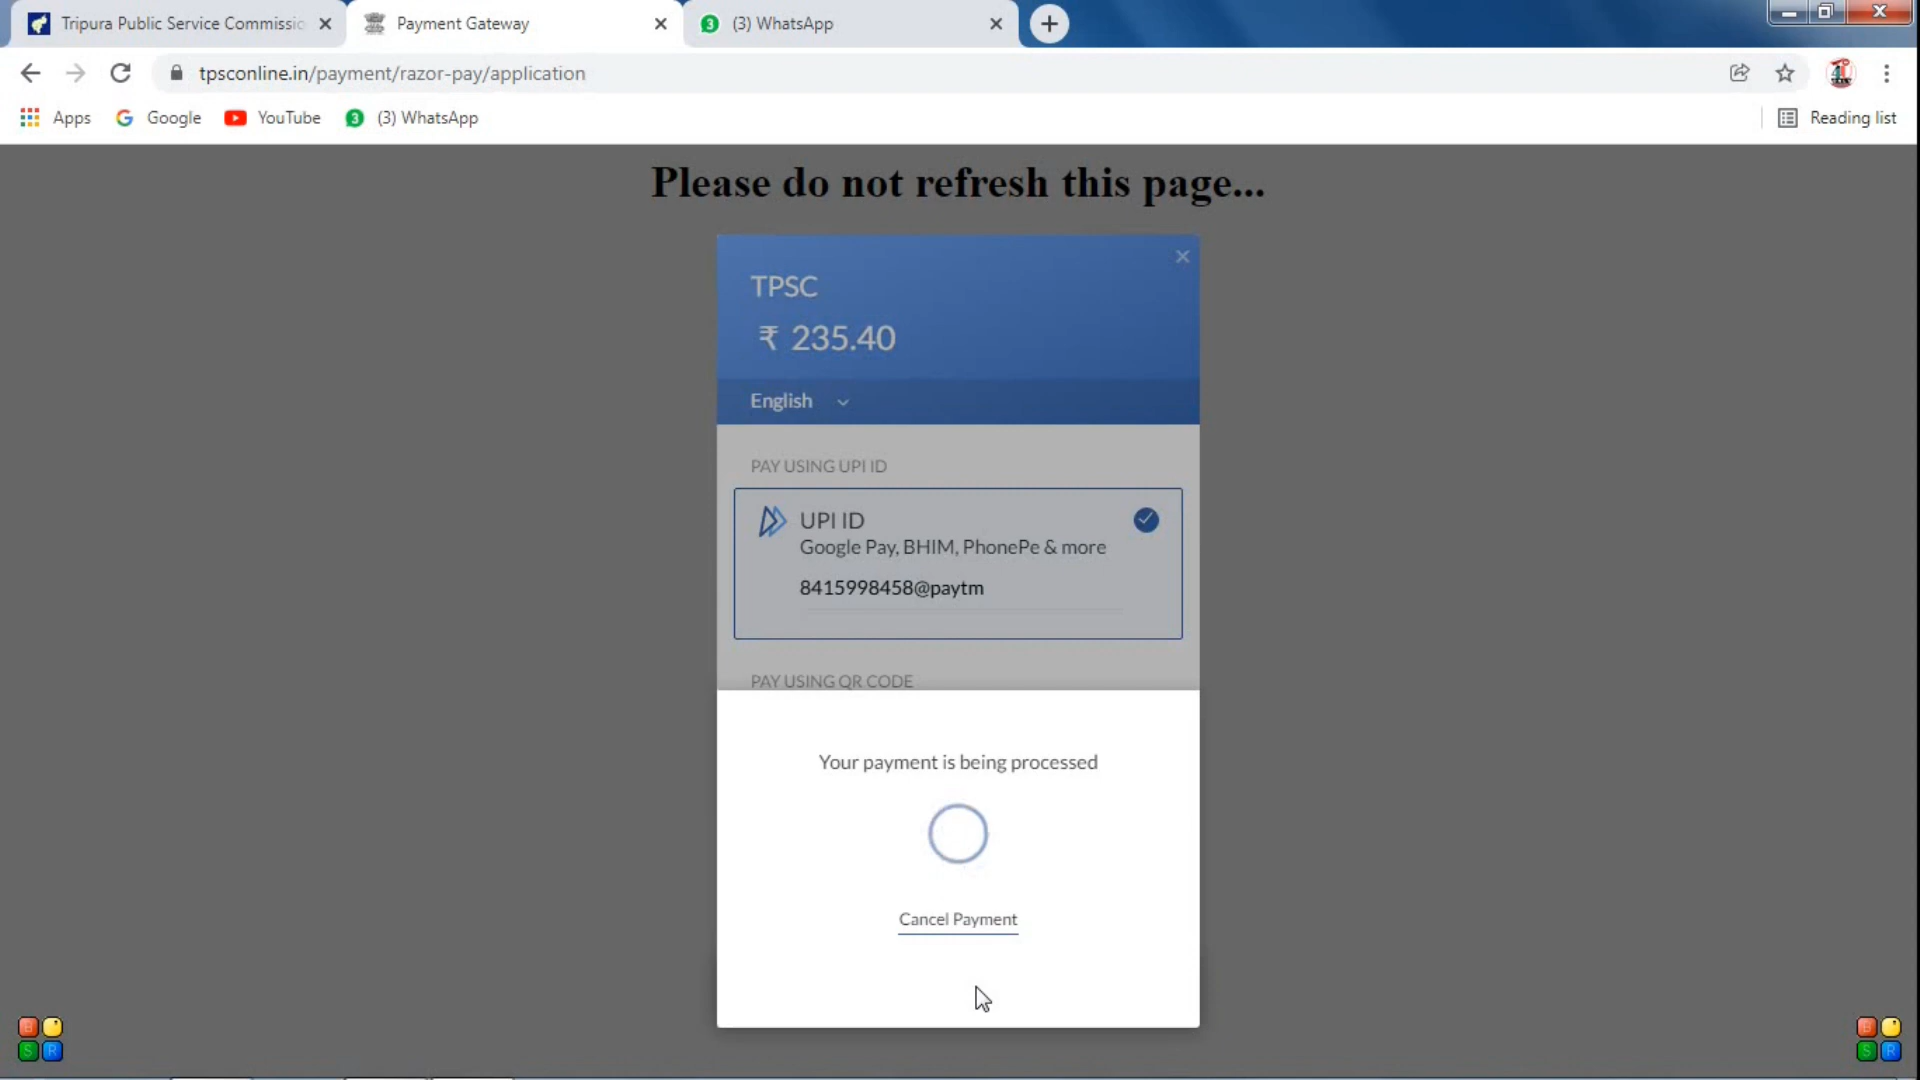 Tripura Public Service Commissio
Payment Gateway
3 (3) WhatsApp
tpsconline.in/payment/razor-pay/application
Apps
Google
YouTube
3 (3) WhatsApp
Reading list
Please do not refresh this page...
TPSC
₹ 235.40
English
PAY USING UPI ID
UPI ID
Google Pay, BHIM, PhonePe & more
8415998458@paytm
PAY USING QR CODE
Your payment is being processed
Cancel Payment